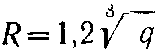 R = 1,2 ∛q